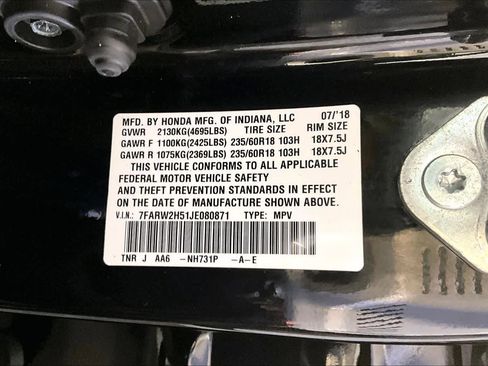 MFD. BY HONDA MFG. OF INDIANA, LLC 07/'18
GVWR 2130KG(4695LBS) TIRE SIZE RIM SIZE
GAWR F 1100KG(2425LBS) 235/60R18 103H 18X7.5J
GAWR R 1075KG(2369LBS) 235/60R18 103H 18X7.5J
THIS VEHICLE CONFORMS TO ALL APPLICABLE
FEDERAL MOTOR VEHICLE SAFETY
AND THEFT PREVENTION STANDARDS IN EFFECT
ON THE DATE OF MANUFACTURE SHOWN ABOVE.
V.I.N.: 7FARW2H51JE080871 TYPE: MPV
TNR J AA6 -NH731P -A-E